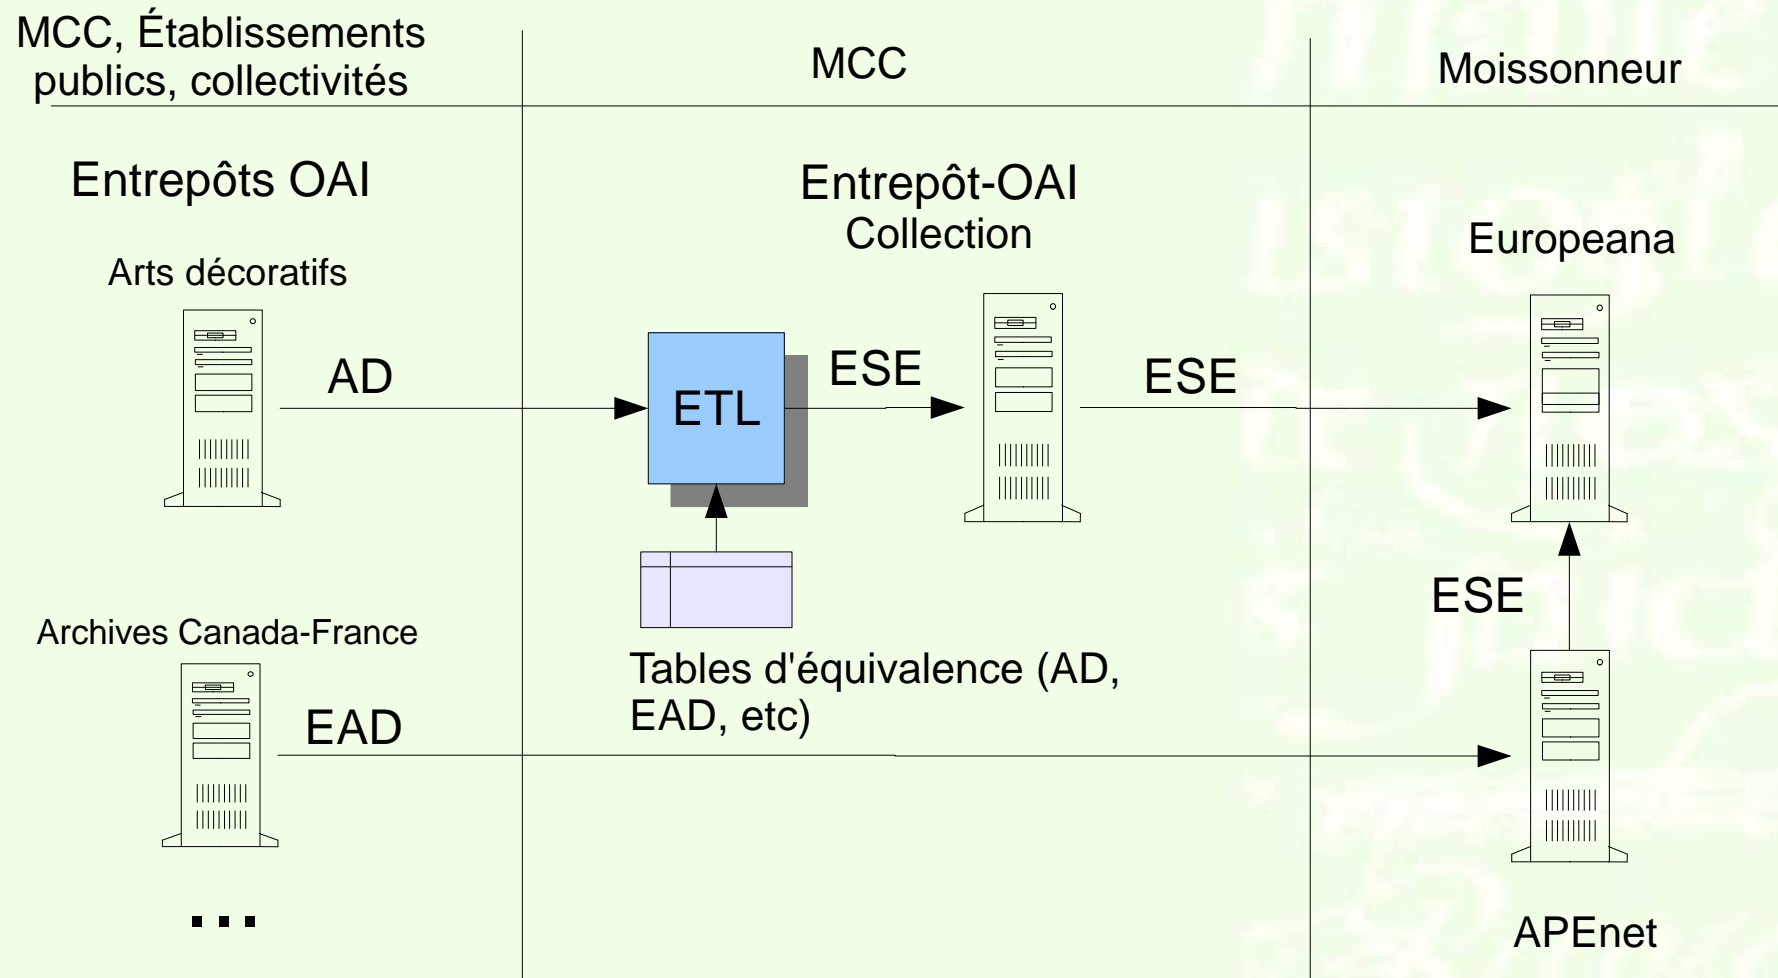 MCC, Établissements
publics, collectivités
MCC
Moissonneur
Entrepôts OAI
Entrepôt-OAI
Collection
Europeana
Arts décoratifs
AD
ETL
ESE
ESE
Archives Canada-France
EAD
Tables d'équivalence (AD,
EAD, etc)
ESE
APEnet
...